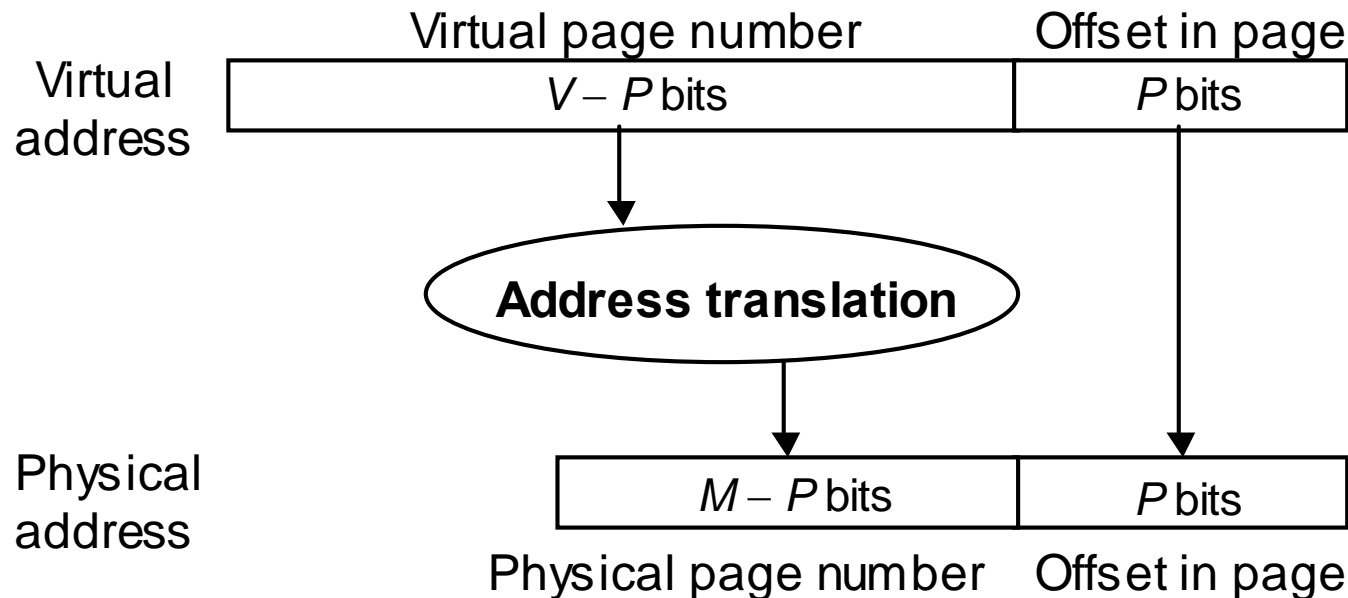 Virtual page number
Offset in page
Virtual
address
V – P bits
P bits
Address translation
Physical
address
M – P bits
P bits
Physical page number
Offset in page